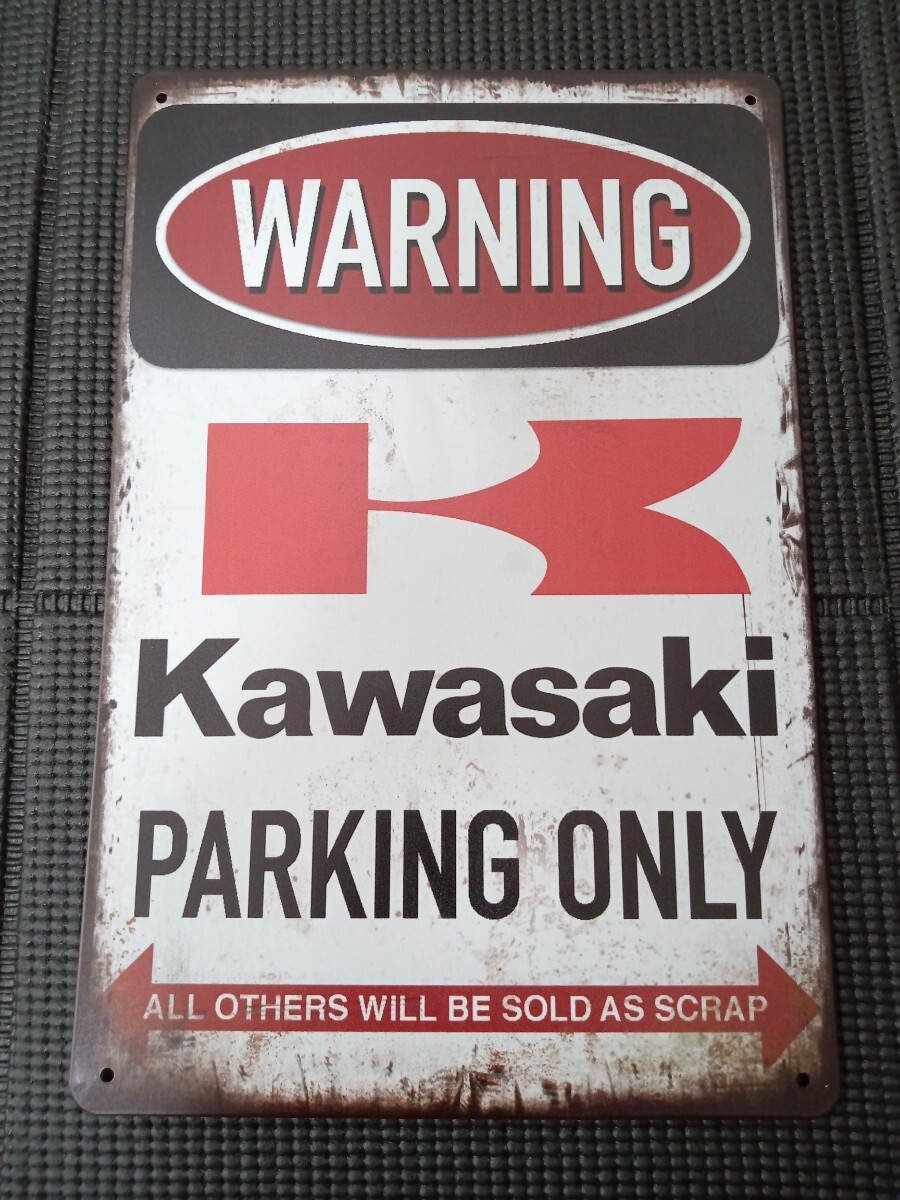 WARNING
Kawasaki
PARKING ONLY
ALL OTHERS WILL BE SOLD AS SCRAP